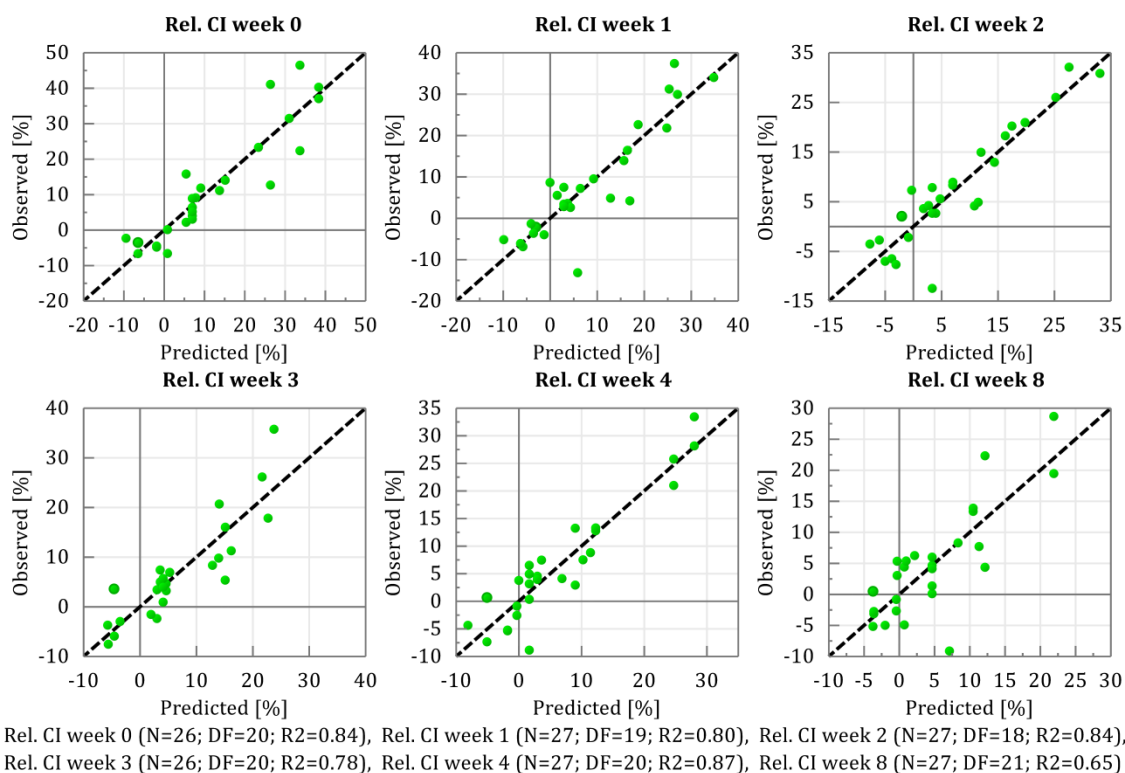 Rel. CI week 0
Rel. CI week 1
Rel. CI week 2
Observed [%]
50
40
30
20
10
0
-10
-20
-20 -10 0 10 20 30 40 50
Predicted [%]
Observed [%]
40
30
20
10
0
-10
-20
-20 -10 0 10 20 30 40
Predicted [%]
Observed [%]
35
25
15
5
-5
-15
-15 -5 5 15 25 35
Predicted [%]
Rel. CI week 3
Rel. CI week 4
Rel. CI week 8
Observed [%]
40
30
20
10
0
-10
-10 0 10 20 30 40
Predicted [%]
Observed [%]
35
30
25
20
15
10
5
0
-5
-10
-10 0 10 20 30
Predicted [%]
Observed [%]
30
25
20
15
10
5
0
-5
-10
-10 -5 0 5 10 15 20 25 30
Predicted [%]
Rel. CI week 0 (N=26; DF=20; R2=0.84), Rel. CI week 1 (N=27; DF=19; R2=0.80), Rel. CI week 2 (N=27; DF=18; R2=0.84),
Rel. CI week 3 (N=26; DF=20; R2=0.78), Rel. CI week 4 (N=27; DF=20; R2=0.87), Rel. CI week 8 (N=27; DF=21; R2=0.65)